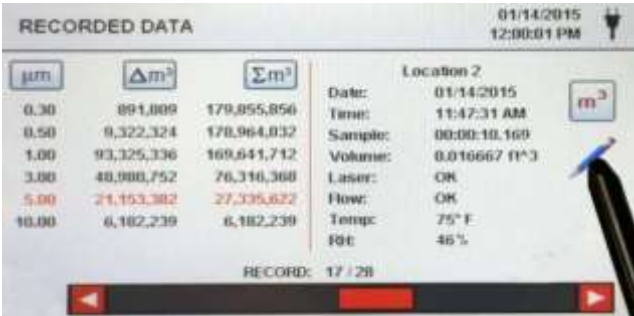 RECORDED DATA
01/14/2015
12:00:01 PM
µm Δm³ Σm³
0.30 891,809 179,855,856
0.50 9,322,324 178,964,032
1.00 93,325,336 169,641,712
3.00 48,980,752 76,316,368
5.00 21,153,382 27,335,622
10.00 6,182,239 6,182,239
Location 2
Date: 01/14/2015
Time: 11:47:31 AM
Sample: 00:00:10.169
Volume: 0.016667 ft^3
Laser: OK
Flow: OK
Temp: 75° F
RH: 46%
m³
RECORD: 17 / 28